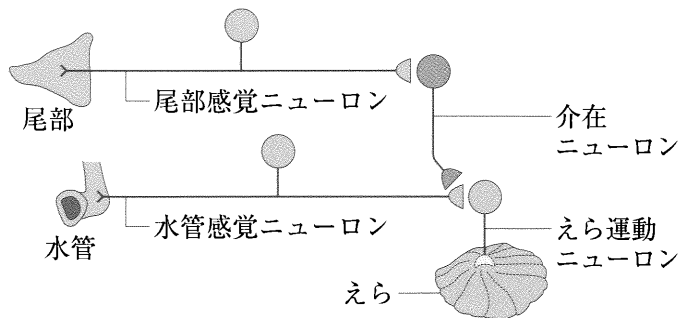 尾部
尾部感覚ニューロン
介在
ニューロン
水管
水管感覚ニューロン
えら運動
ニューロン
えら